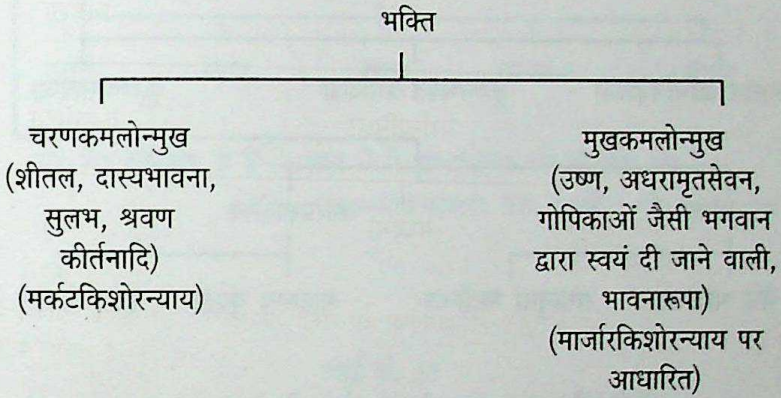 भक्ति
चरणकमलोन्मुख
(शीतल, दास्यभावना,
सुलभ, श्रवण
कीर्तनादि)
(मर्कटकिशोरन्याय)
मुखकमलोन्मुख
(उष्ण, अधरामृतसेवन,
गोपिकाओं जैसी भगवान
द्वारा स्वयं दी जाने वाली,
भावनारूपा)
(मार्जारकिशोरन्याय पर
आधारित)